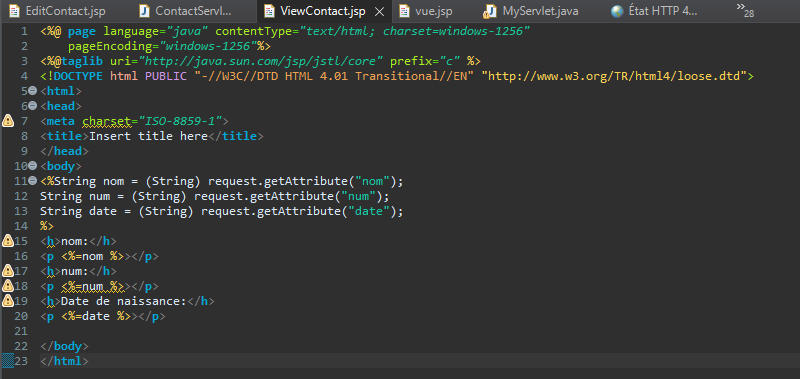 EditContact.jsp ContactServl... ViewContact.jsp vue.jsp MyServlet.java État HTTP 4... »28
1 <%@ page language="java" contentType="text/html; charset=windows-1256"
2 pageEncoding="windows-1256"%>
3 <%@taglib uri="http://java.sun.com/jsp/jstl/core" prefix="c" %>
4 <!DOCTYPE html PUBLIC "-//W3C//DTD HTML 4.01 Transitional//EN" "http://www.w3.org/TR/html4/loose.dtd">
5 <html>
6 <head>
7 <meta charset="ISO-8859-1">
8 <title>Insert title here</title>
9 </head>
10 <body>
11 <%String nom = (String) request.getAttribute("nom");
12 String num = (String) request.getAttribute("num");
13 String date = (String) request.getAttribute("date");
14 %>
15 <h>nom:</h>
16 <p <%=nom %>></p>
17 <h>num:</h>
18 <p <%=num %>></p>
19 <h>Date de naissance:</h>
20 <p <%=date %>></p>
21
22 </body>
23 </html>